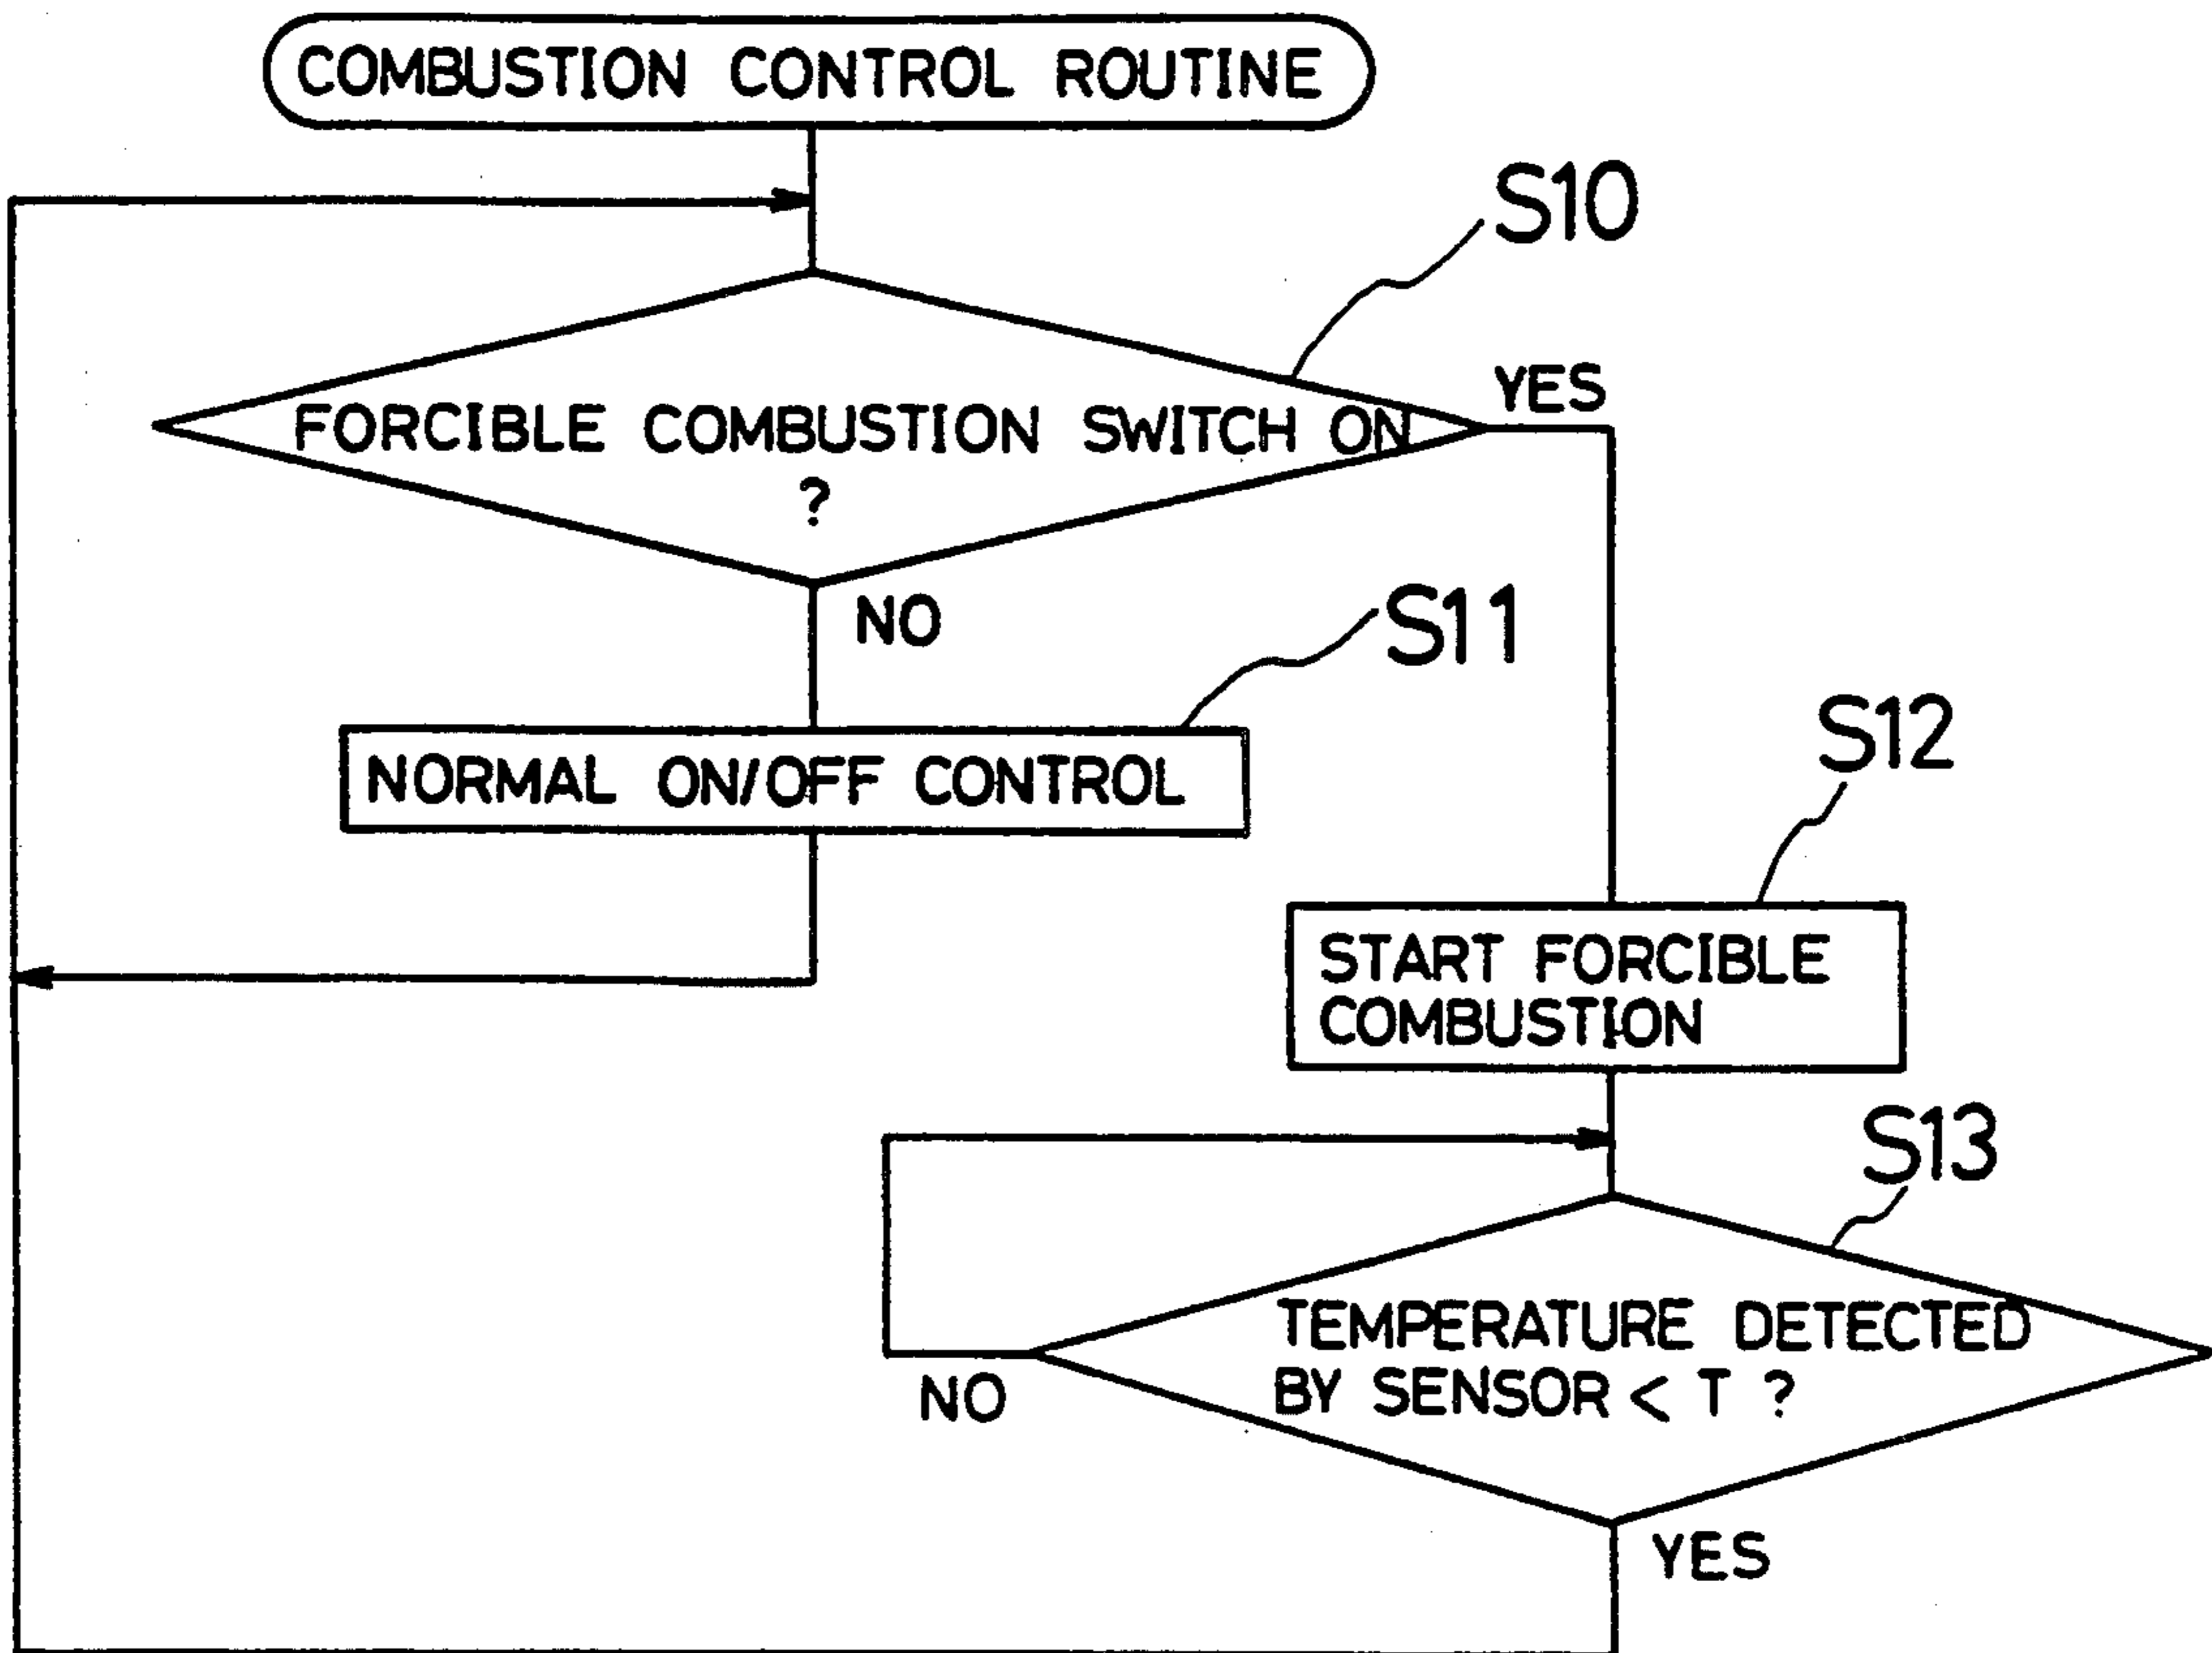 COMBUSTION CONTROL ROUTINE
S10
YES
FORCIBLE COMBUSTION SWITCH ON
?
NO
S11
NORMAL ON/OFF CONTROL
S12
START FORCIBLE
COMBUSTION
S13
TEMPERATURE DETECTED
BY SENSOR < T ?
NO
YES